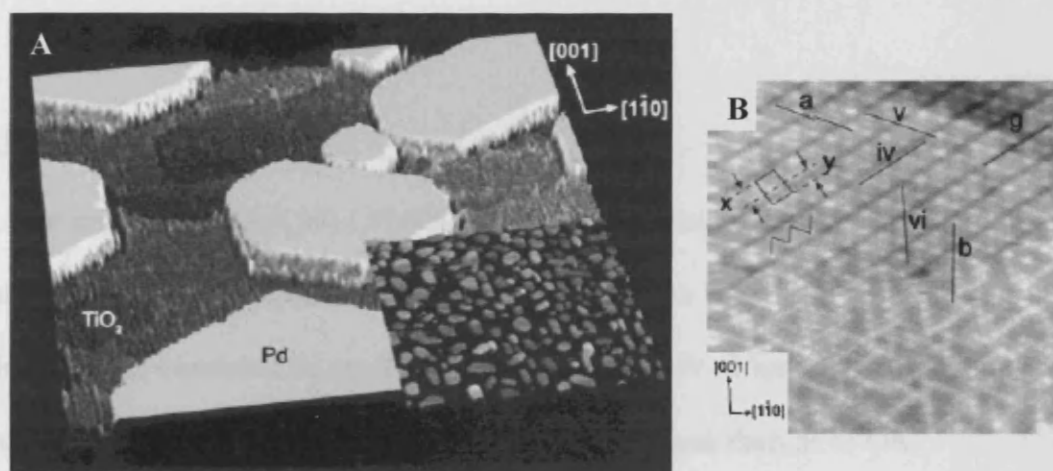 A
[001]
[11̄0]
TiO₂
Pd
B
a
v
g
iv
y
x
vi
b
[001]
[11̄0]